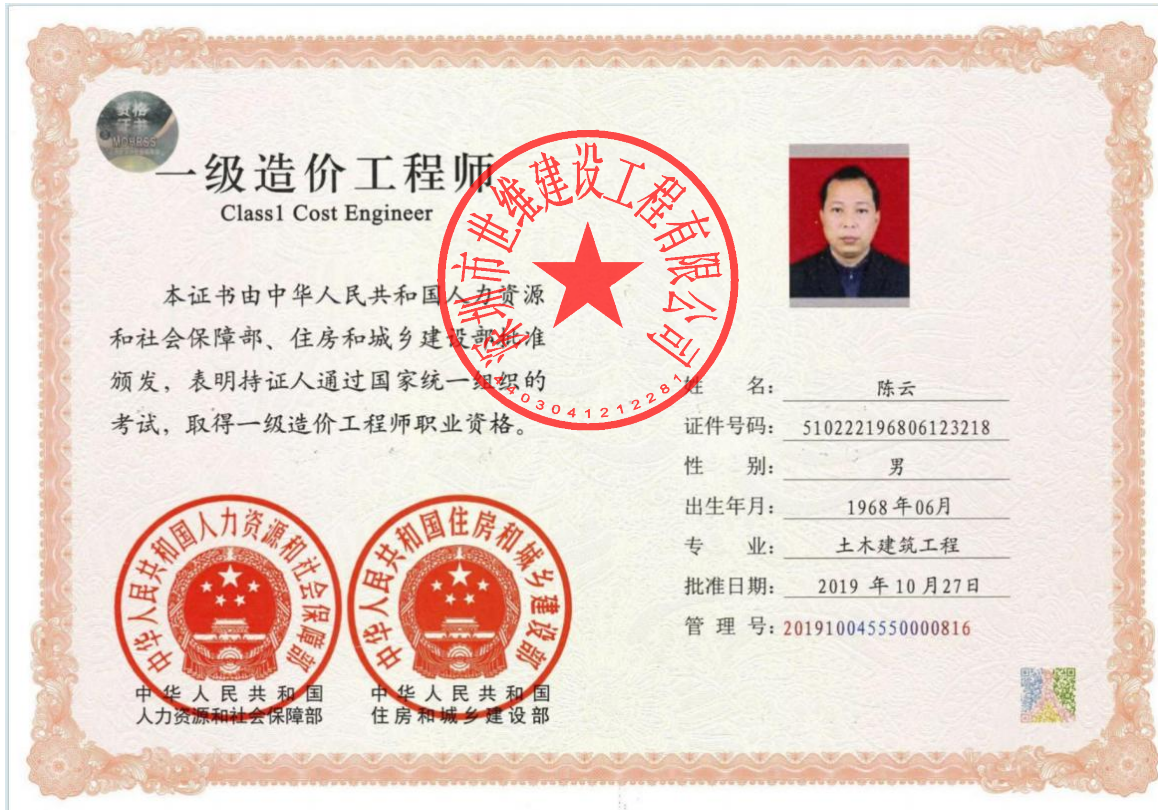 资格
证书
MOHRSS
一级造价工程师
Class1 Cost Engineer
本证书由中华人民共和国人力资源
和社会保障部、住房和城乡建设部批准
颁发，表明持证人通过国家统一组织的
考试，取得一级造价工程师职业资格。
深圳市世维建设工程有限公司
4403041212281
姓 名： 陈云
证件号码： 510222196806123218
性 别： 男
出生年月： 1968年06月
专 业： 土木建筑工程
批准日期： 2019 年 10 月27日
管 理 号：201910045550000816
中华人民共和国人力资源和社会保障部
中华人民共和国住房和城乡建设部
中华人民共和国
人力资源和社会保障部
中华人民共和国
住房和城乡建设部